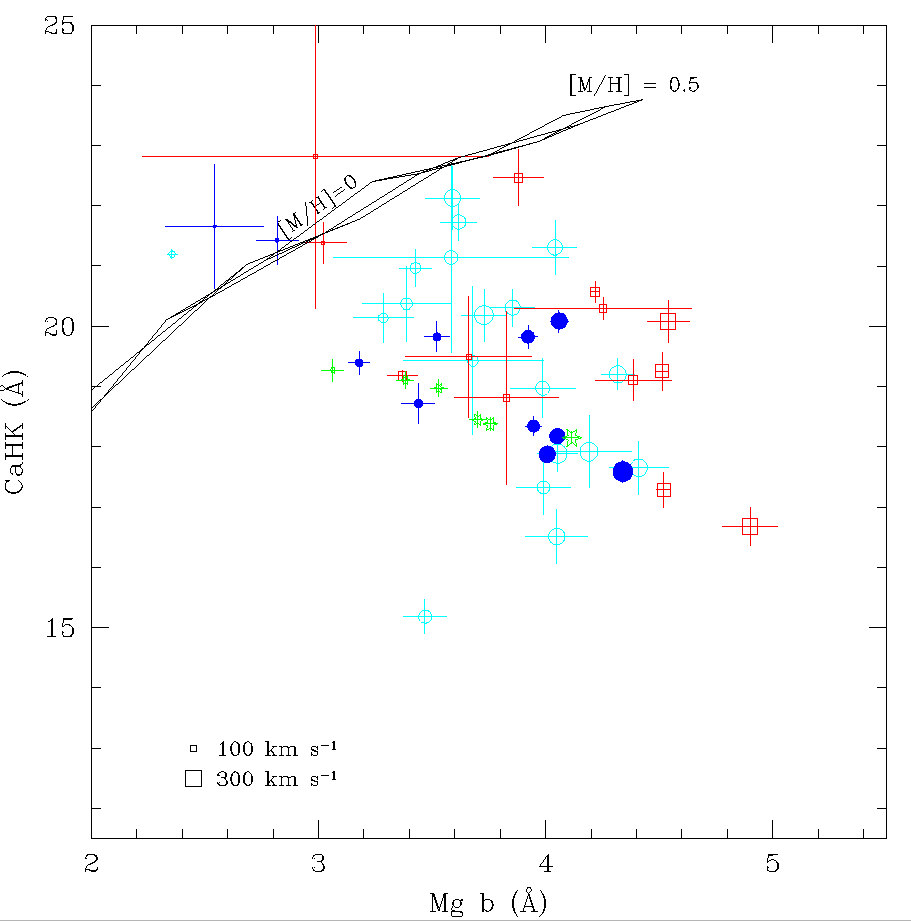 25
[M/H] = 0.5
[M/H]=0
20
CaHK (Å)
15
100 km s⁻¹
300 km s⁻¹
2 3 4 5
Mg b (Å)